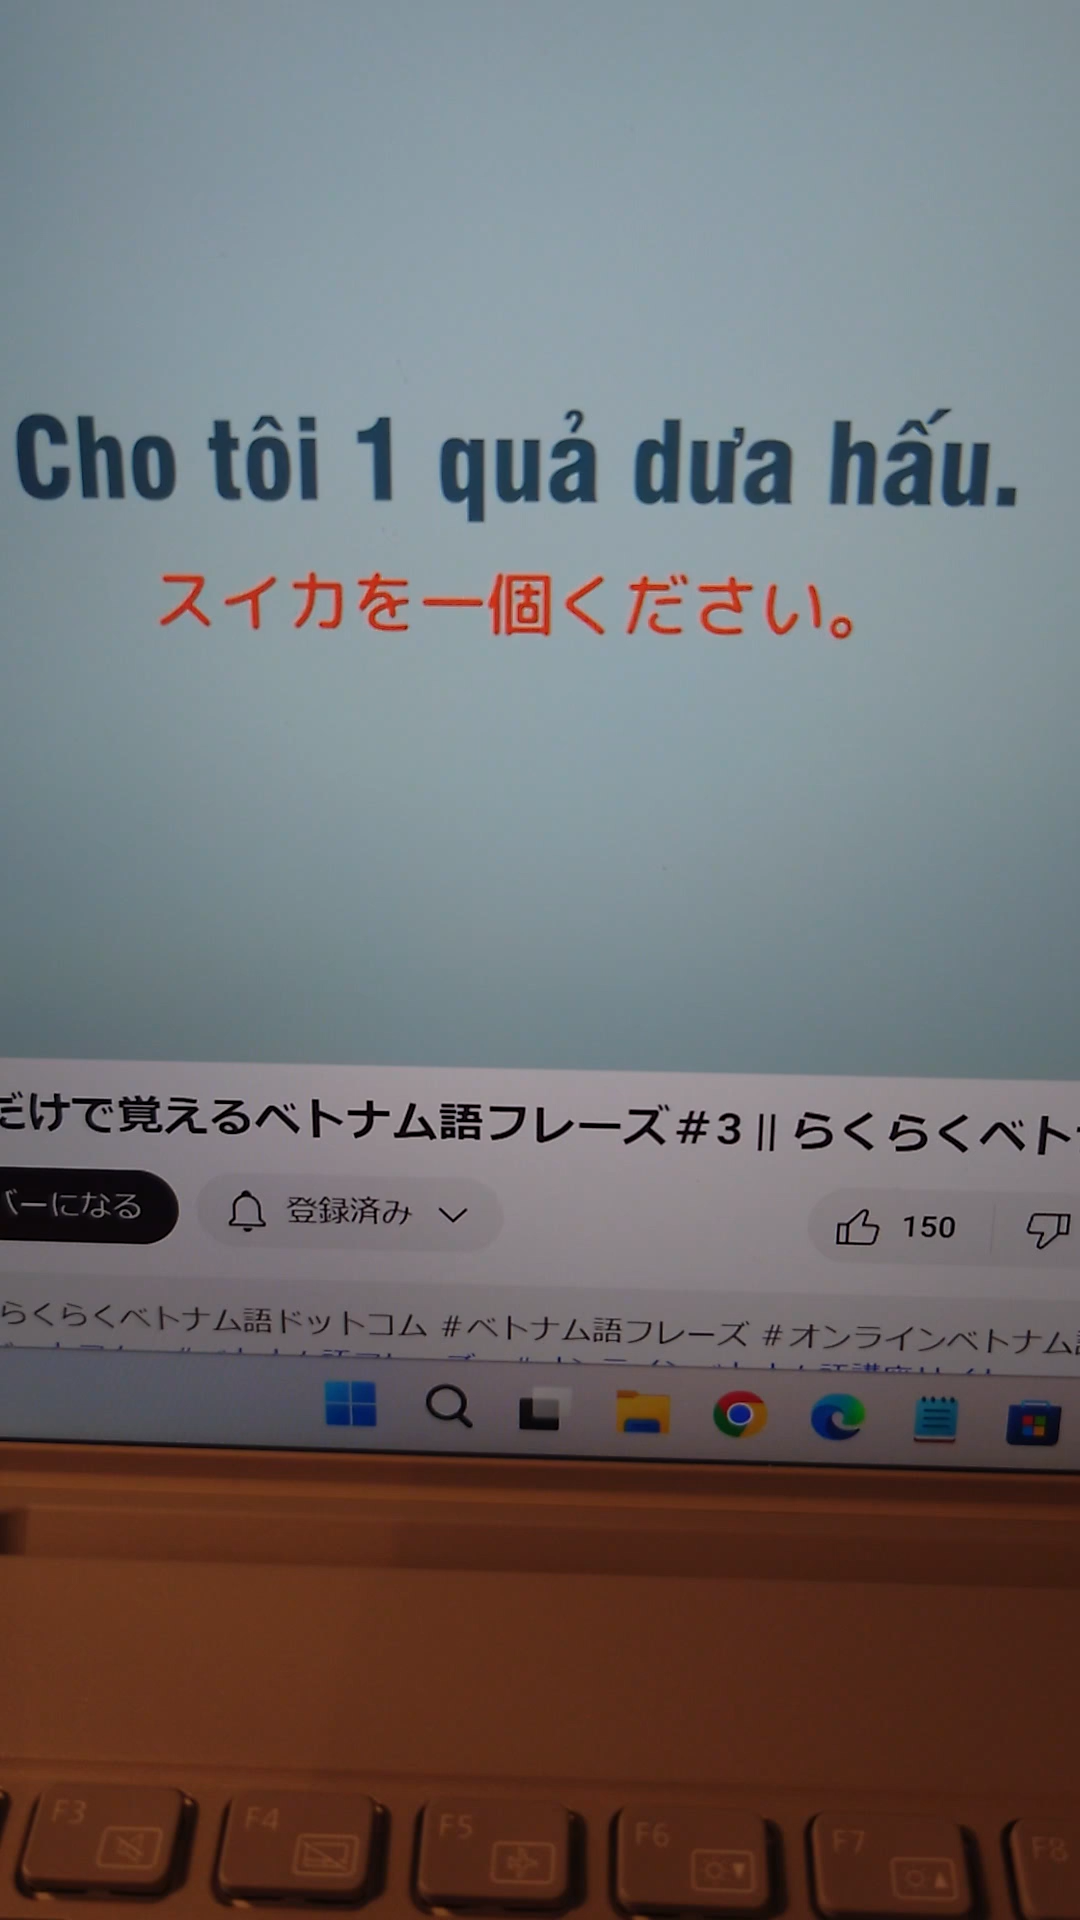 Cho tôi 1 quả dưa hấu.
スイカを一個ください。
だけで覚えるベトナム語フレーズ#3 || らくらくベト
バーになる
登録済み
150
らくらくベトナム語ドットコム #ベトナム語フレーズ #オンラインベトナム
F3 F4 F5 F6 F7 F8